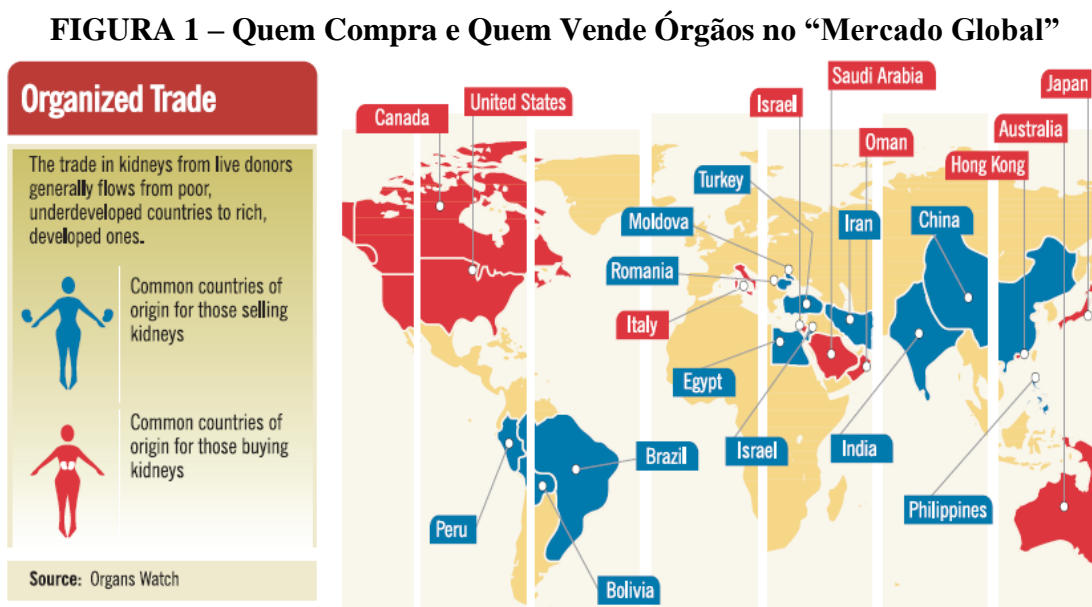 FIGURA 1 – Quem Compra e Quem Vende Órgãos no “Mercado Global”
Organized Trade
The trade in kidneys from live donors
generally flows from poor,
underdeveloped countries to rich,
developed ones.
Common countries of
origin for those selling
kidneys
Common countries of
origin for those buying
kidneys
Source: Organs Watch
Canada
United States
Israel
Saudi Arabia
Japan
Oman
Australia
Hong Kong
Turkey
Moldova
Iran
China
Romania
Italy
Egypt
Israel
India
Brazil
Peru
Philippines
Bolivia